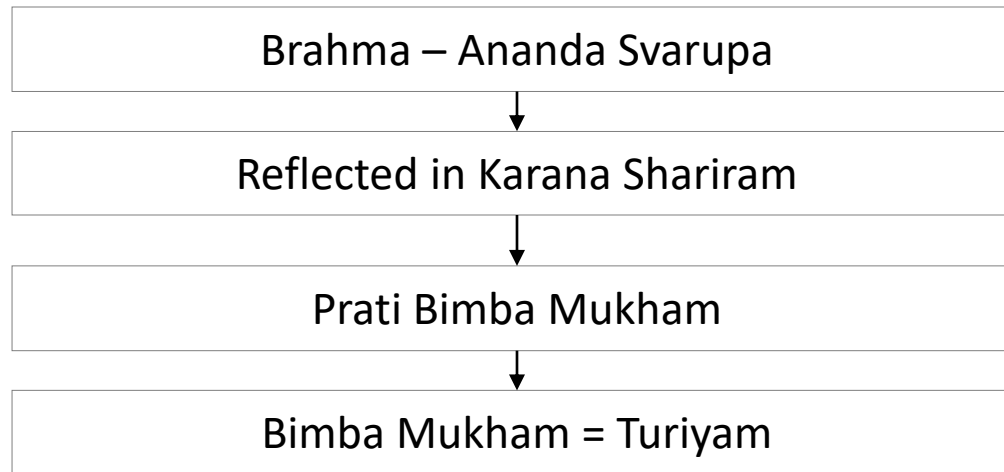 Brahma – Ananda Svarupa
Reflected in Karana Shariram
Prati Bimba Mukham
Bimba Mukham = Turiyam